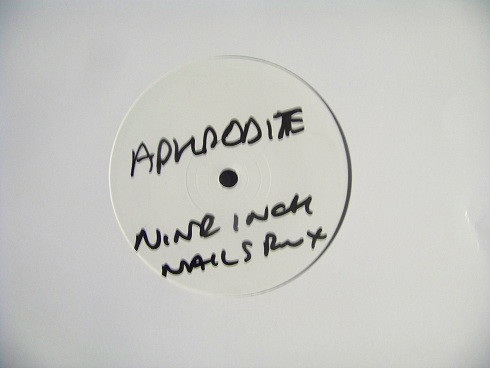 APHRODITE
NINE INCH
NAILS RMX